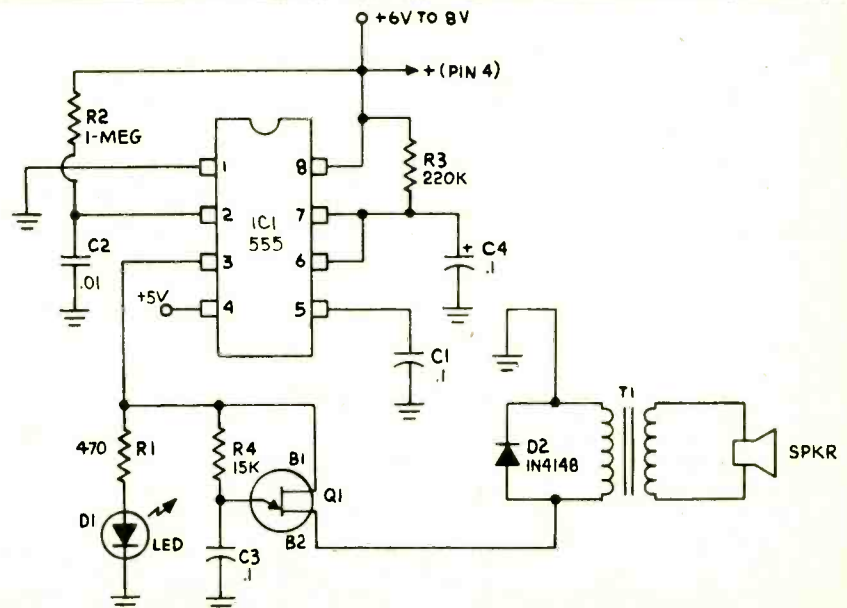 +6V TO 8V
+ (PIN 4)
R2
1-MEG
R3
220K
1
8
2
7
IC1
555
3
6
4
5
C2
.01
+5V
+
C4
.1
C1
.1
T1
470
R1
R4
15K
B1
Q1
B2
D2
1N4148
SPKR
D1
LED
C3
.1